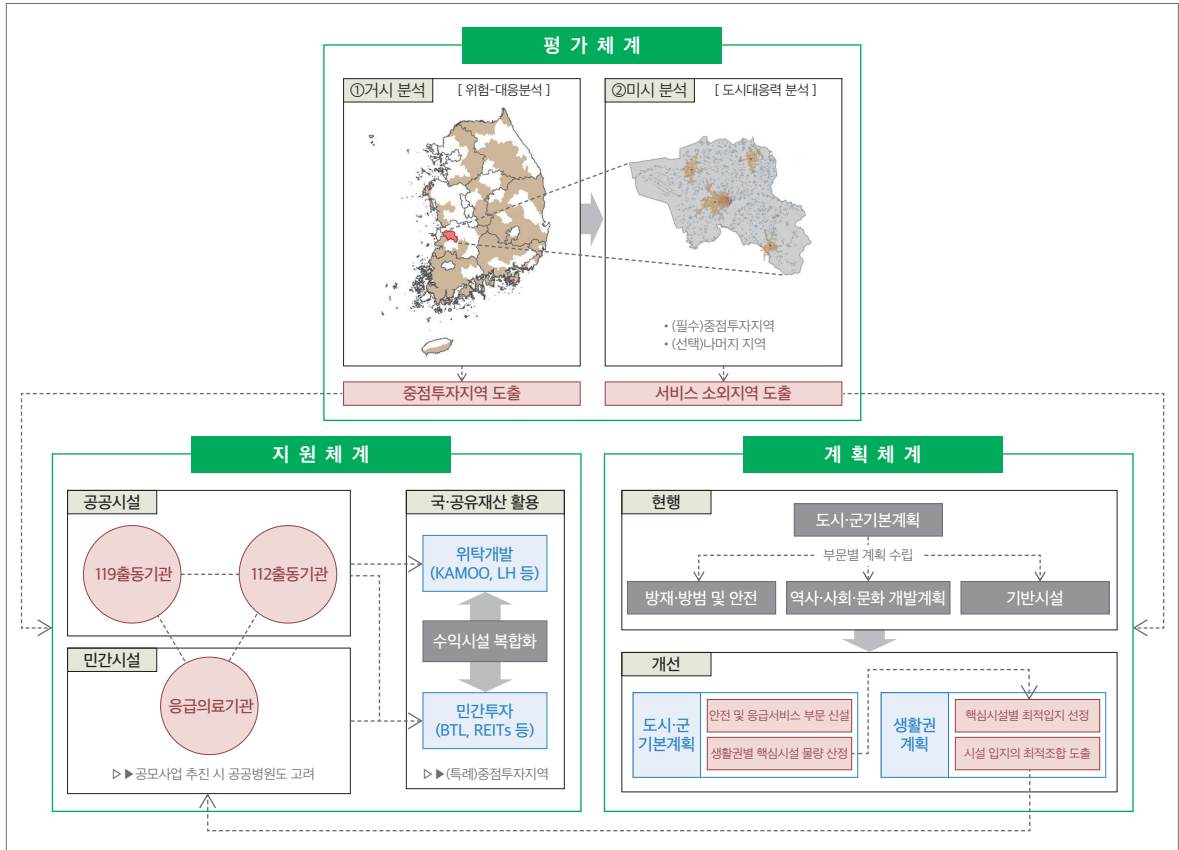 평가체계
①거시 분석
[ 위험-대응분석 ]
②미시 분석
[ 도시대응력 분석 ]
• (필수)중점투자지역
• (선택)나머지 지역
중점투자지역 도출
서비스 소외지역 도출
지원체계
공공시설
119출동기관
112출동기관
민간시설
응급의료기관
▷▶공모사업 추진 시 공공병원도 고려
국·공유재산 활용
위탁개발
(KAMOO, LH 등)
수익시설 복합화
민간투자
(BTL, REITs 등)
▷▶(특례)중점투자지역
계획체계
현행
도시·군기본계획
부문별 계획 수립
방재·방범 및 안전
역사·사회·문화 개발계획
기반시설
개선
도시·군
기본계획
안전 및 응급서비스 부문 신설
생활권별 핵심시설 물량 산정
생활권
계획
핵심시설별 최적입지 선정
시설 입지의 최적조합 도출